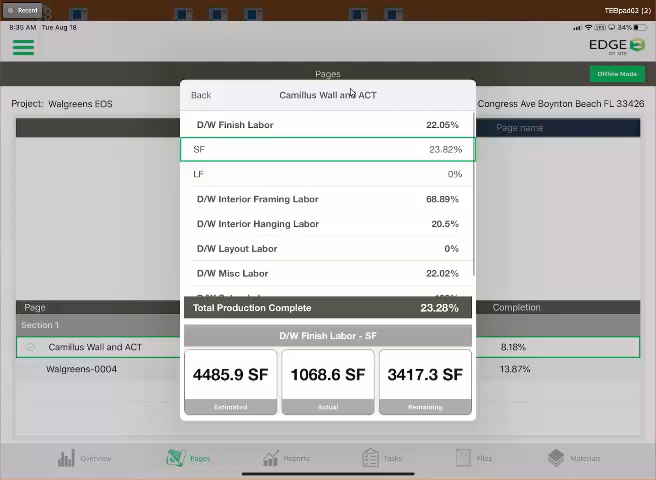 Record
TEEIpad02 (2)
8:36 AM Tue Aug 18
VPN 34%
EDGE
on site
Pages
Offline Mode
Project: Walgreens EOS
Congress Ave Boynton Beach FL 33426
Back
Camillus Wall and ACT
Page name
D/W Finish Labor 22.05%
SF 23.82%
LF 0%
D/W Interior Framing Labor 68.89%
D/W Interior Hanging Labor 20.5%
D/W Layout Labor 0%
D/W Misc Labor 22.02%
Total Production Complete 23.28%
Page
Completion
Section 1
D/W Finish Labor - SF
Camillus Wall and ACT
8.18%
Walgreens-0004
13.87%
4485.9 SF 1068.6 SF 3417.3 SF
Estimated Actual Remaining
Overview Pages Reports Tasks Files Materials